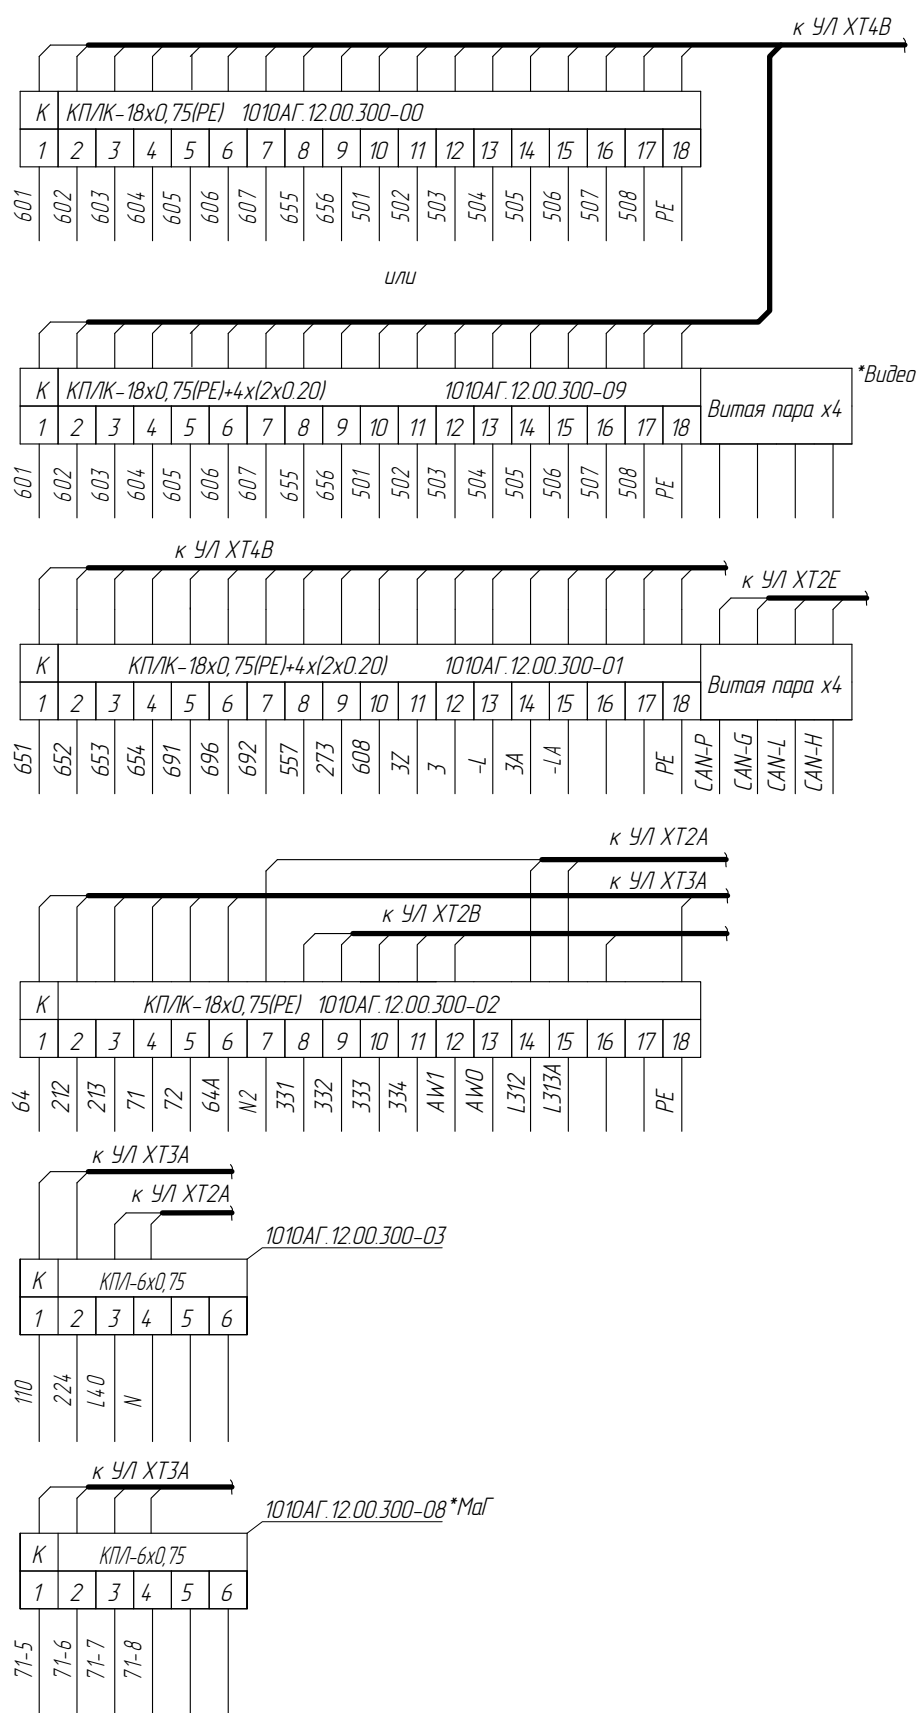 к УЛ XT4B
К КПЛК-18х0,75(РЕ) 1010АГ.12.00.300-00
1 2 3 4 5 6 7 8 9 10 11 12 13 14 15 16 17 18
601 602 603 604 605 606 607 655 656 501 502 503 504 505 506 507 508 PE
или
*Видео
К КПЛК-18х0,75(РЕ)+4х(2х0.20) 1010АГ.12.00.300-09 Витая пара х4
1 2 3 4 5 6 7 8 9 10 11 12 13 14 15 16 17 18
601 602 603 604 605 606 607 655 656 501 502 503 504 505 506 507 508 PE
к УЛ XT4B
к УЛ XT2E
К КПЛК-18х0,75(РЕ)+4х(2х0.20) 1010АГ.12.00.300-01 Витая пара х4
1 2 3 4 5 6 7 8 9 10 11 12 13 14 15 16 17 18
651 652 653 654 691 696 692 557 273 608 3Z 3 -L 3A -LA PE CAN-P CAN-G CAN-L CAN-H
к УЛ XT2A
к УЛ XT3A
к УЛ XT2B
К КПЛК-18х0,75(РЕ) 1010АГ.12.00.300-02
1 2 3 4 5 6 7 8 9 10 11 12 13 14 15 16 17 18
64 212 213 71 72 64A N2 331 332 333 334 AW1 AW0 L312 L313A PE
к УЛ XT3A
к УЛ XT2A
1010АГ.12.00.300-03
К КПЛ-6х0,75
1 2 3 4 5 6
110 224 L40 N
к УЛ XT3A
1010АГ.12.00.300-08 *МаГ
К КПЛ-6х0,75
1 2 3 4 5 6
71-5 71-6 71-7 71-8